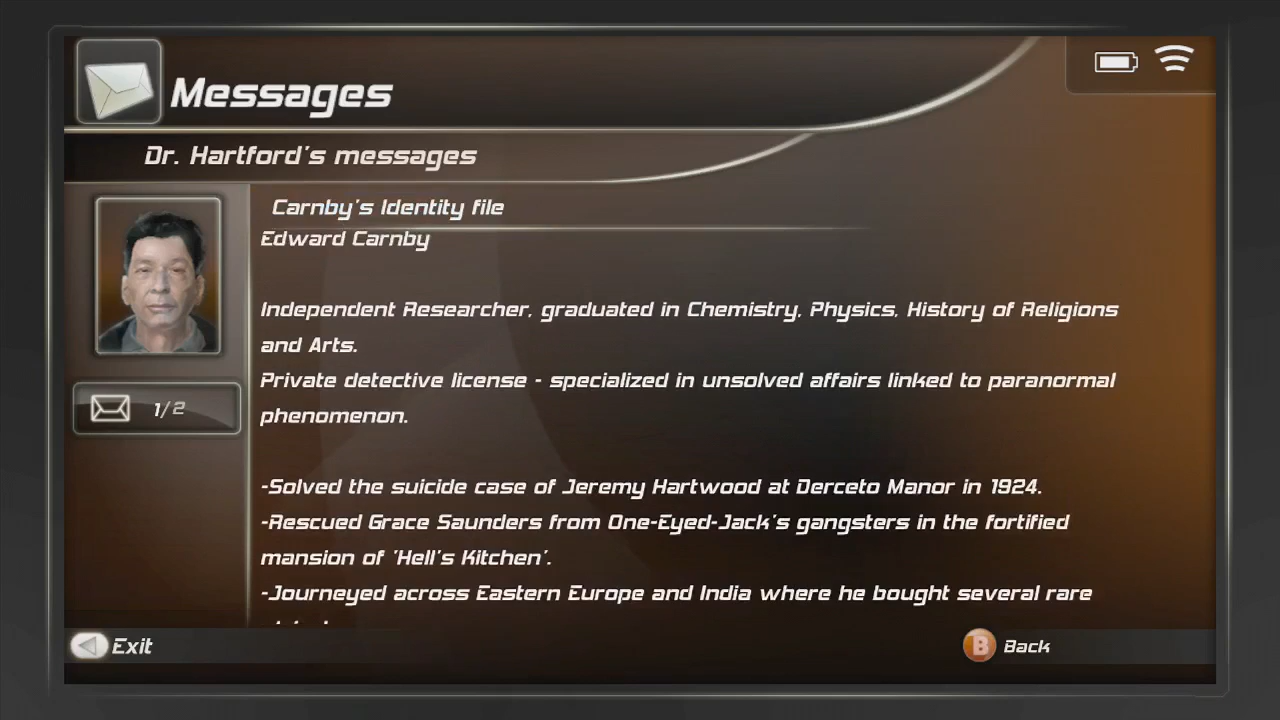 Messages
Dr. Hartford's messages
Carnby's Identity file
Edward Carnby
Independent Researcher, graduated in Chemistry, Physics, History of Religions
and Arts.
Private detective license - specialized in unsolved affairs linked to paranormal
phenomenon.
1/2
-Solved the suicide case of Jeremy Hartwood at Derceto Manor in 1924.
-Rescued Grace Saunders from One-Eyed-Jack's gangsters in the fortified
mansion of 'Hell's Kitchen'.
-Journeyed across Eastern Europe and India where he bought several rare
Exit
B Back